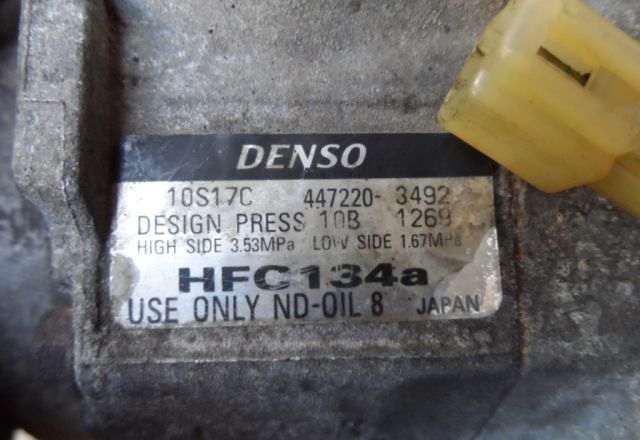 DENSO
10S17C 447220-3492
DESIGN PRESS 10B 1269
HIGH SIDE 3.53MPa LOW SIDE 1.67MPa
HFC134a
USE ONLY ND-OIL 8 JAPAN